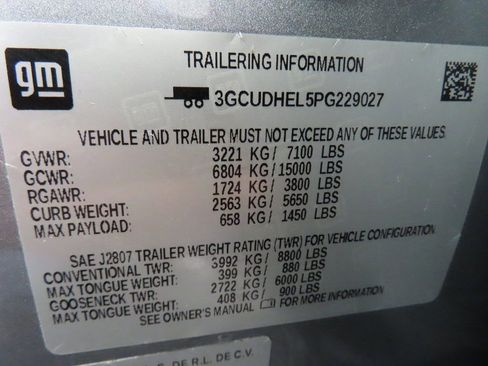 gm
TRAILERING INFORMATION
3GCUDHEL5PG229027
VEHICLE AND TRAILER MUST NOT EXCEED ANY OF THESE VALUES
GVWR: 3221 KG/ 7100 LBS
GCWR: 6804 KG/ 15000 LBS
RGAWR: 1724 KG/ 3800 LBS
CURB WEIGHT: 2563 KG/ 5650 LBS
MAX PAYLOAD: 658 KG/ 1450 LBS
SAE J2807 TRAILER WEIGHT RATING (TWR) FOR VEHICLE CONFIGURATION
CONVENTIONAL TWR: 3992 KG/ 8800 LBS
MAX TONGUE WEIGHT: 399 KG/ 880 LBS
GOOSENECK TWR: 2722 KG/ 6000 LBS
MAX TONGUE WEIGHT: 408 KG/ 900 LBS
SEE OWNER'S MANUAL FOR MORE INFORMATION
DE R.L. DE C.V.